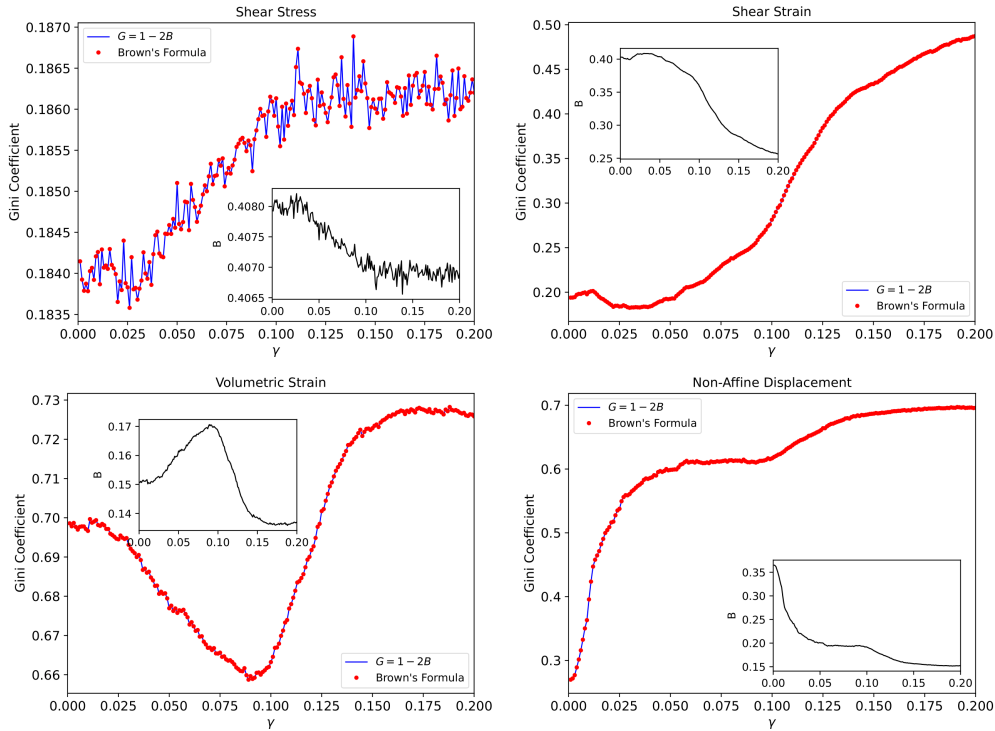 Shear Stress
Gini Coefficient
0.1870
0.1865
0.1860
0.1855
0.1850
0.1845
0.1840
0.1835
G = 1 − 2B
Brown's Formula
B
0.4080
0.4075
0.4070
0.4065
0.00 0.05 0.10 0.15 0.20
0.000 0.025 0.050 0.075 0.100 0.125 0.150 0.175 0.200
γ
Shear Strain
Gini Coefficient
0.50
0.45
0.40
0.35
0.30
0.25
0.20
B
0.40
0.35
0.30
0.25
0.00 0.05 0.10 0.15 0.20
G = 1 − 2B
Brown's Formula
0.000 0.025 0.050 0.075 0.100 0.125 0.150 0.175 0.200
γ
Volumetric Strain
Gini Coefficient
0.73
0.72
0.71
0.70
0.69
0.68
0.67
0.66
B
0.17
0.16
0.15
0.14
0.00 0.05 0.10 0.15 0.20
G = 1 − 2B
Brown's Formula
0.000 0.025 0.050 0.075 0.100 0.125 0.150 0.175 0.200
γ
Non-Affine Displacement
Gini Coefficient
0.7
0.6
0.5
0.4
0.3
G = 1 − 2B
Brown's Formula
B
0.35
0.30
0.25
0.20
0.15
0.00 0.05 0.10 0.15 0.20
0.000 0.025 0.050 0.075 0.100 0.125 0.150 0.175 0.200
γ